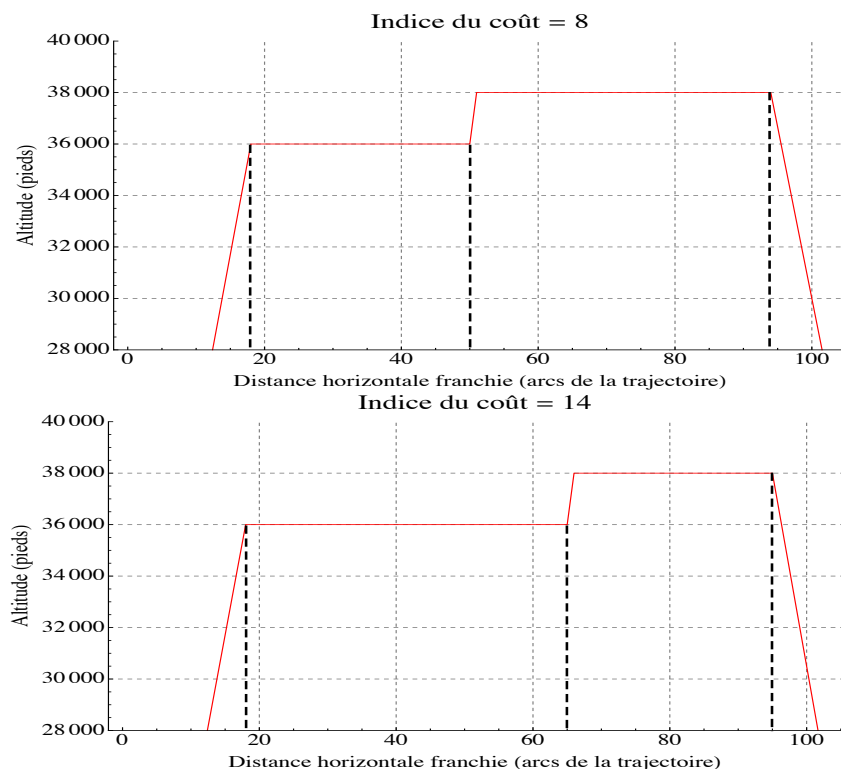 Indice du coût = 8
40 000
38 000
36 000
34 000
32 000
30 000
28 000
Altitude (pieds)
0 20 40 60 80 100
Distance horizontale franchie (arcs de la trajectoire)
Indice du coût = 14
40 000
38 000
36 000
34 000
32 000
30 000
28 000
Altitude (pieds)
0 20 40 60 80 100
Distance horizontale franchie (arcs de la trajectoire)